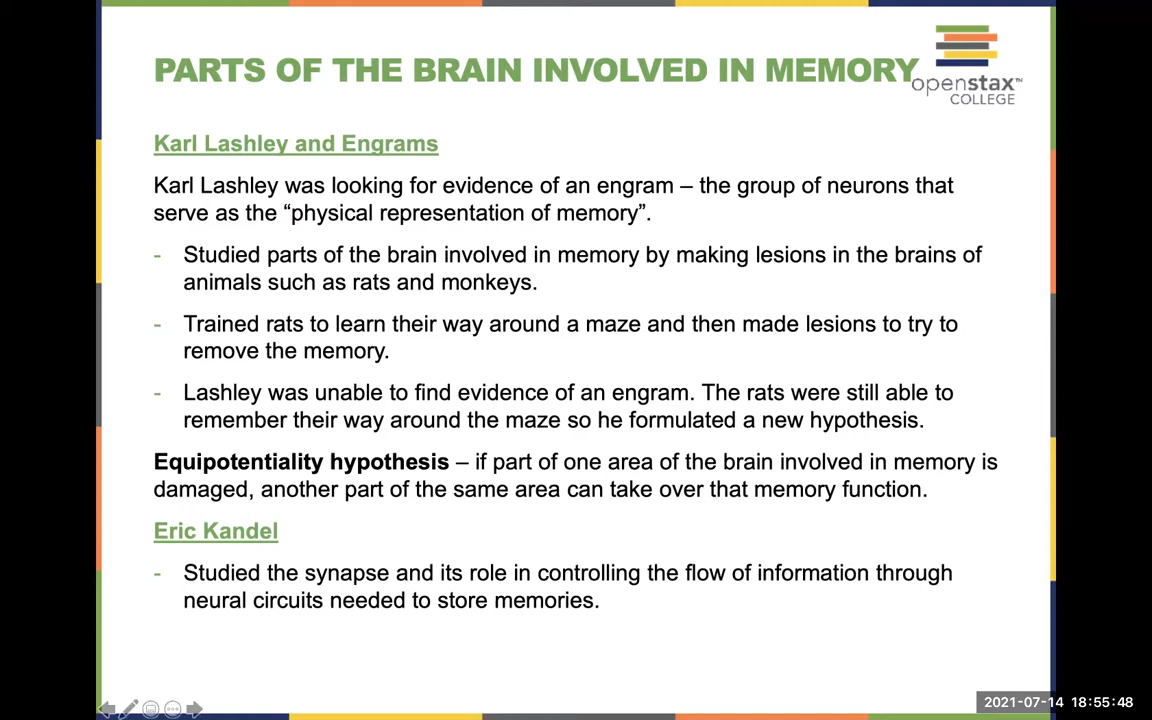 PARTS OF THE BRAIN INVOLVED IN MEMORY
openstax™
COLLEGE
Karl Lashley and Engrams
Karl Lashley was looking for evidence of an engram – the group of neurons that
serve as the “physical representation of memory”.
- Studied parts of the brain involved in memory by making lesions in the brains of
animals such as rats and monkeys.
- Trained rats to learn their way around a maze and then made lesions to try to
remove the memory.
- Lashley was unable to find evidence of an engram. The rats were still able to
remember their way around the maze so he formulated a new hypothesis.
Equipotentiality hypothesis – if part of one area of the brain involved in memory is
damaged, another part of the same area can take over that memory function.
Eric Kandel
- Studied the synapse and its role in controlling the flow of information through
neural circuits needed to store memories.
2021-07-14 18:55:48